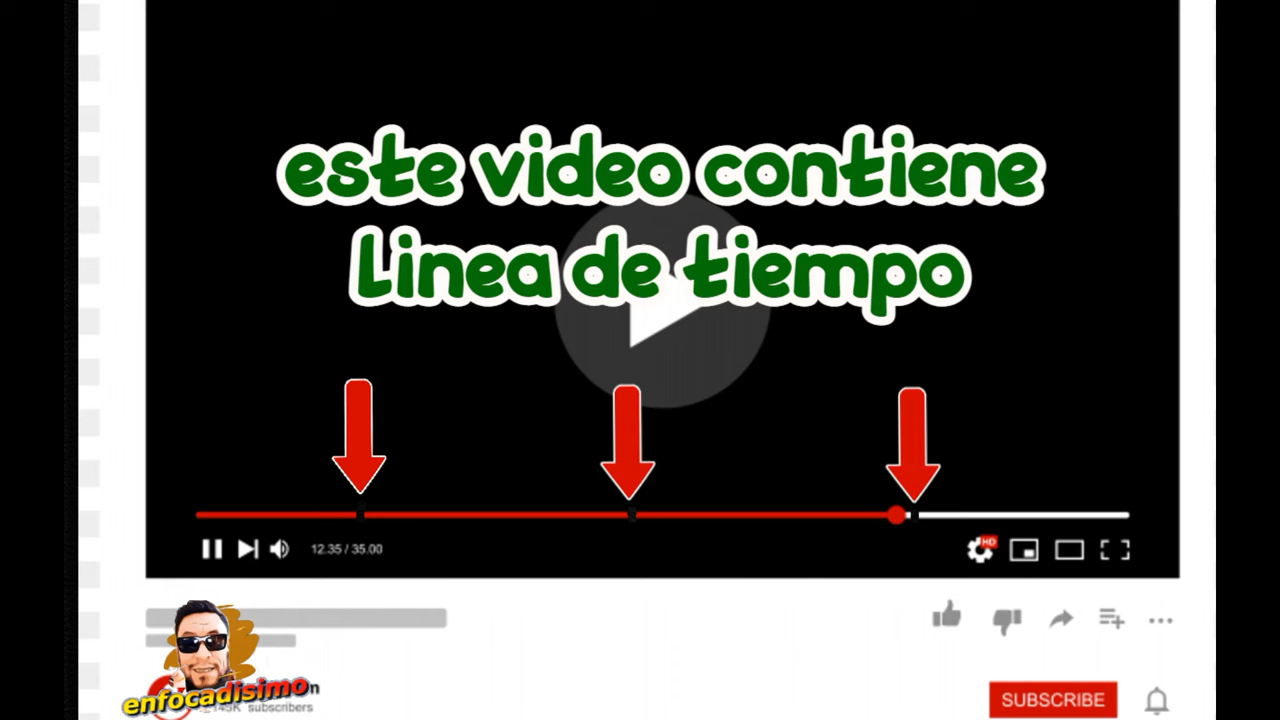 este video contiene
Linea de tiempo
12.35 / 35.00
HD
enfocadisimo
subscribers
SUBSCRIBE